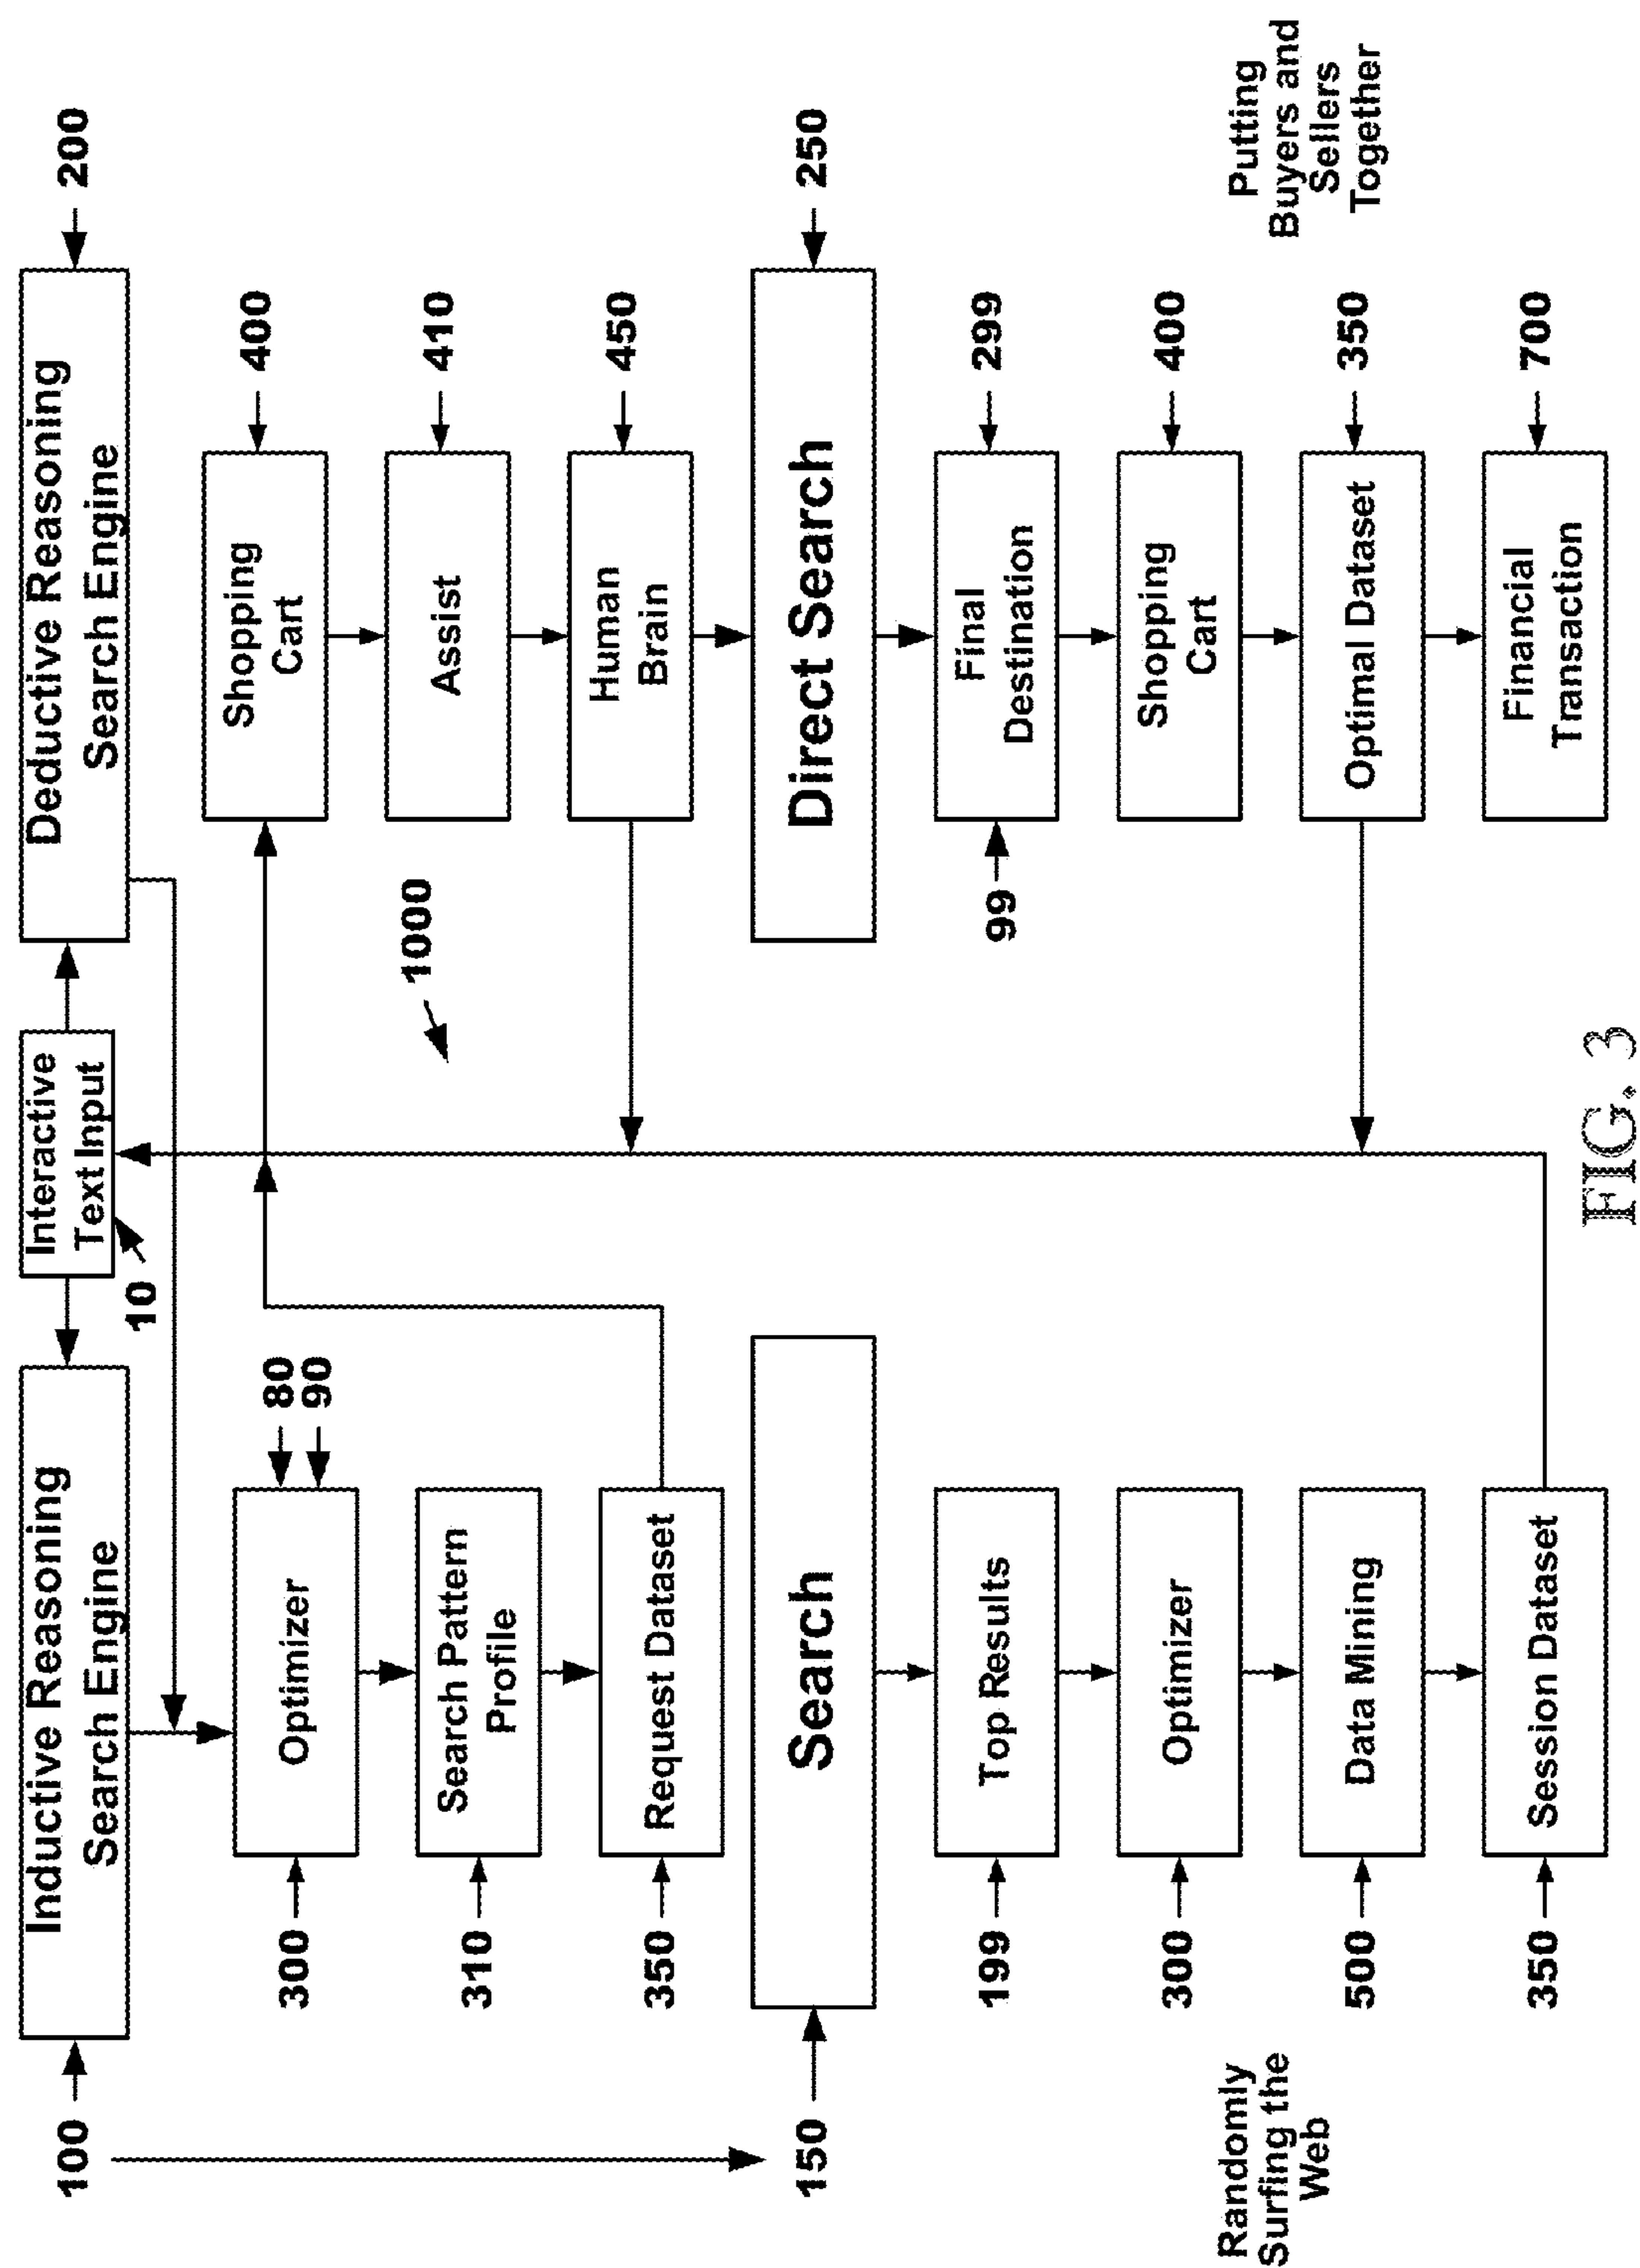 100
Inductive Reasoning
Search Engine
Interactive
Text Input
10
Deductive Reasoning
Search Engine
200
300
Optimizer
80
90
Shopping
Cart
400
310
Search Pattern
Profile
1000
Assist
410
350
Request Dataset
Human
Brain
450
150
Search
Direct Search
250
199
Top Results
99
Final
Destination
299
300
Optimizer
Shopping
Cart
400
Randomly
Surfing the
Web
Putting
Buyers and
Sellers
Together
500
Data Mining
Optimal Dataset
350
350
Session Dataset
Financial
Transaction
700
FIG. 3